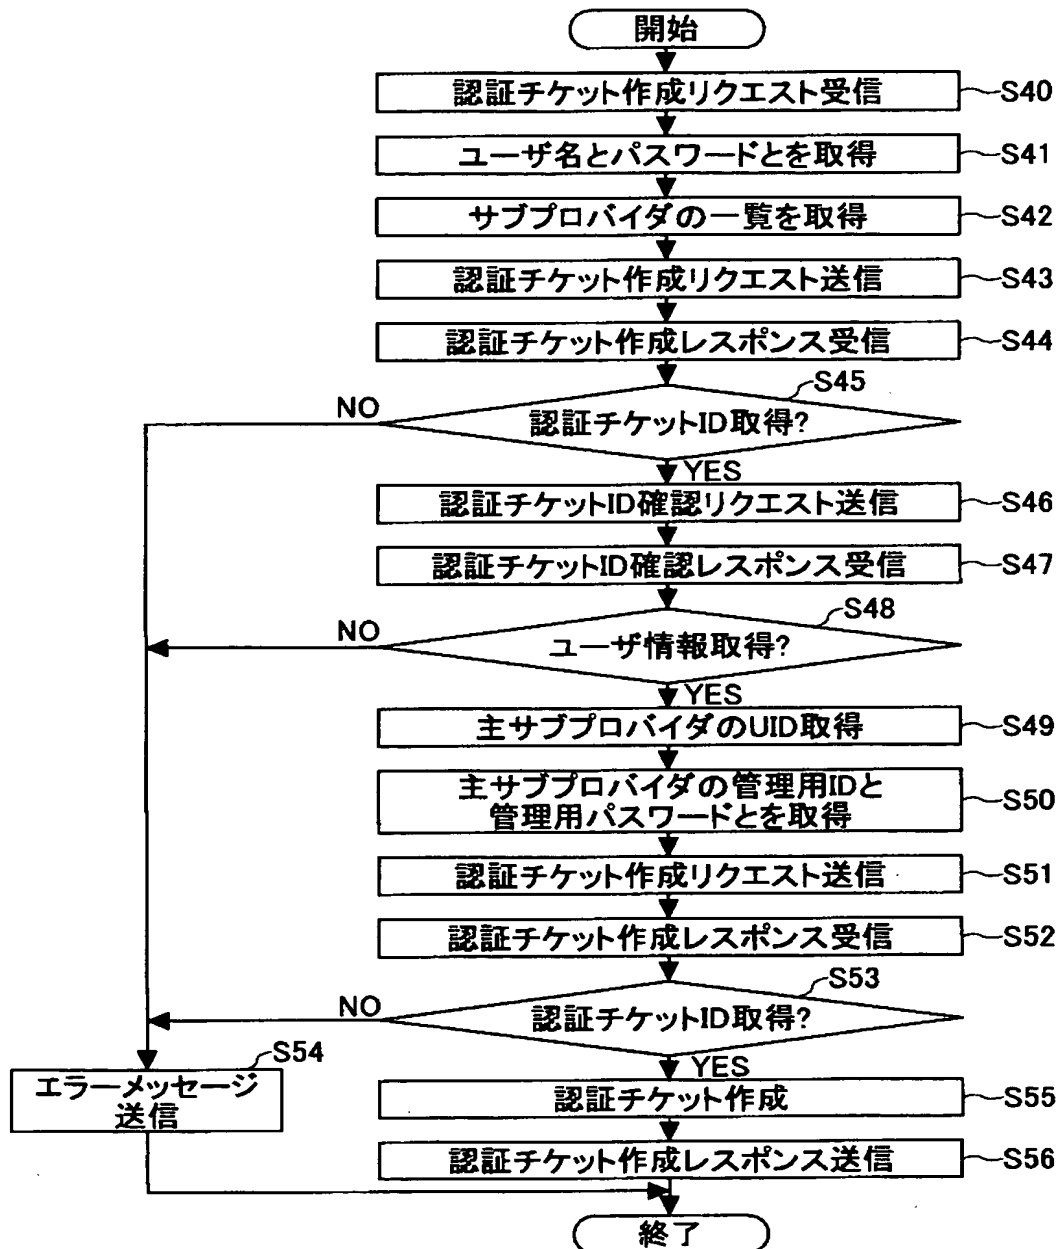 開始
認証チケット作成リクエスト受信
S40
ユーザ名とパスワードとを取得
S41
サブプロバイダの一覧を取得
S42
認証チケット作成リクエスト送信
S43
認証チケット作成レスポンス受信
S44
S45
NO
認証チケットID取得?
YES
認証チケットID確認リクエスト送信
S46
認証チケットID確認レスポンス受信
S47
S48
NO
ユーザ情報取得?
YES
主サブプロバイダのUID取得
S49
主サブプロバイダの管理用IDと
管理用パスワードとを取得
S50
認証チケット作成リクエスト送信
S51
認証チケット作成レスポンス受信
S52
S53
NO
認証チケットID取得?
S54
YES
エラーメッセージ
送信
認証チケット作成
S55
認証チケット作成レスポンス送信
S56
終了